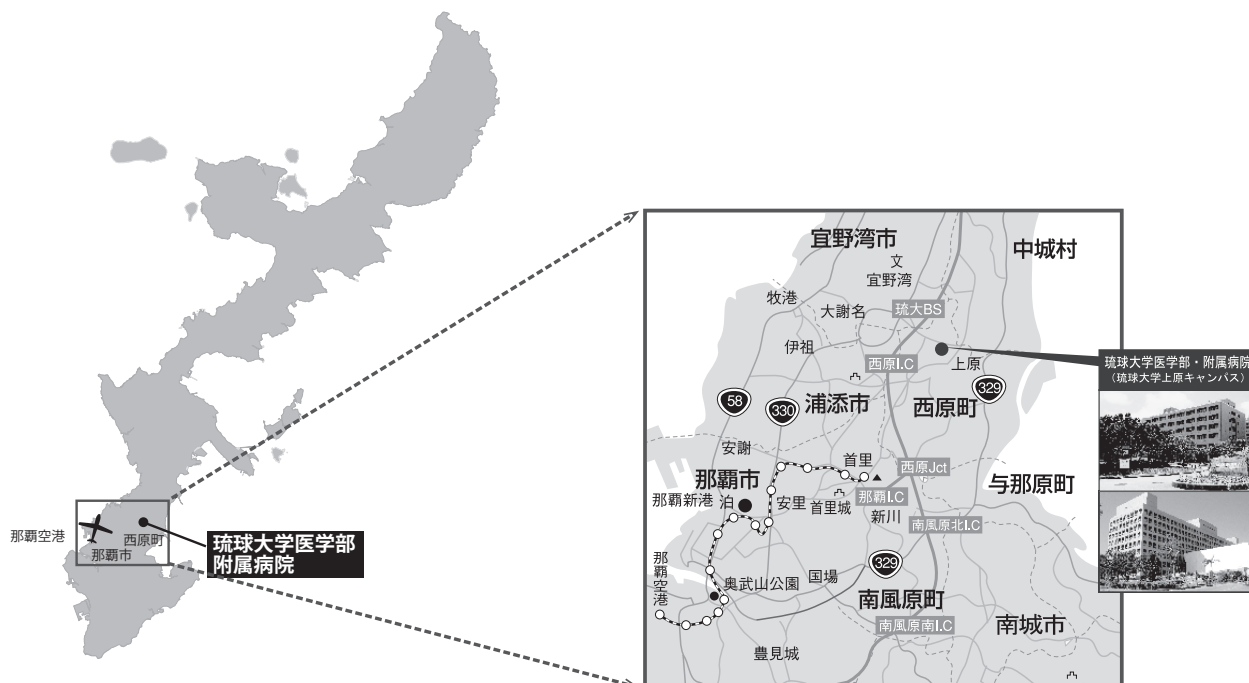 那覇空港
西原町
那覇市
琉球大学医学部
附属病院
宜野湾市
中城村
文
宜野湾
牧港
大謝名
琉大BS
伊祖
西原I.C
上原
琉球大学医学部・附属病院
(琉球大学上原キャンパス)
58
330
浦添市
西原町
329
安謝
首里
西原Jct
那覇市
那覇新港
泊
安里
首里城
那覇I.C
新川
与那原町
南風原北I.C
那覇空港
奥武山公園
国場
329
南風原町
南風原南I.C
南城市
豊見城